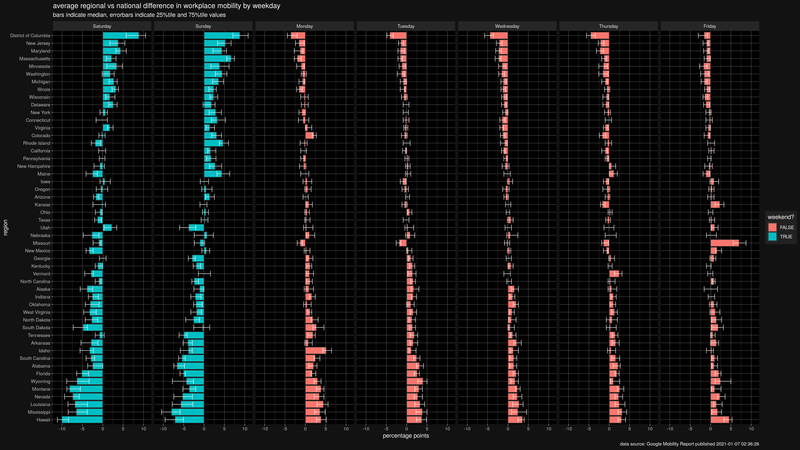 average regional vs national difference in workplace mobility by weekday
bars indicate median, errorbars indicate 25%tile and 75%tile values
Saturday Sunday Monday Tuesday Wednesday Thursday Friday
District of Columbia
New Jersey
Maryland
Massachusetts
Minnesota
Washington
Michigan
Illinois
Wisconsin
Delaware
New York
Connecticut
Virginia
Colorado
Rhode Island
California
Pennsylvania
New Hampshire
Maine
Iowa
Oregon
Arizona
Kansas
Ohio
Texas
Utah
Nebraska
Missouri
New Mexico
Georgia
Kentucky
Vermont
North Carolina
Alaska
Indiana
Oklahoma
West Virginia
North Dakota
South Dakota
Tennessee
Arkansas
Idaho
South Carolina
Alabama
Florida
Wyoming
Montana
Nevada
Louisiana
Mississippi
Hawaii
region
-10 -5 0 5 10 -10 -5 0 5 10 -10 -5 0 5 10 -10 -5 0 5 10 -10 -5 0 5 10 -10 -5 0 5 10 -10 -5 0 5 10
percentage points
weekend?
FALSE
TRUE
data source: Google Mobility Report published 2021-01-07 02:36:26